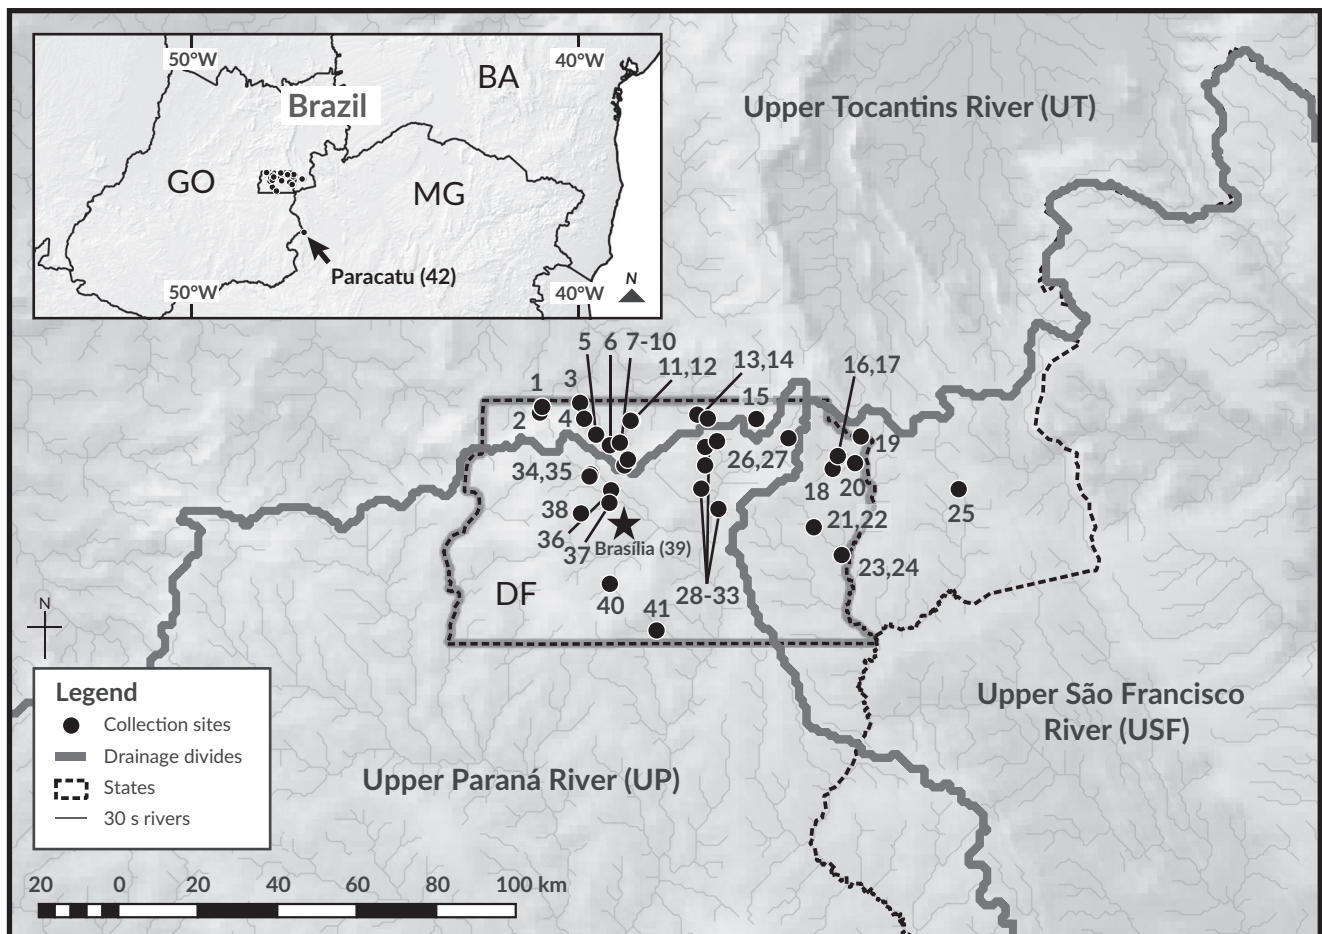 50°W
40°W
BA
Brazil
GO
MG
Paracatu (42)
50°W
40°W
N
Upper Tocantins River (UT)
5
6
7-10
11,12
13,14
16,17
1
3
15
2
4
19
34,35
26,27
18
20
25
38
21,22
36
37
Brasília (39)
23,24
DF
40
28-33
41
N
Legend
Collection sites
Drainage divides
States
30 s rivers
Upper São Francisco
River (USF)
Upper Paraná River (UP)
20
0
20
40
60
80
100 km